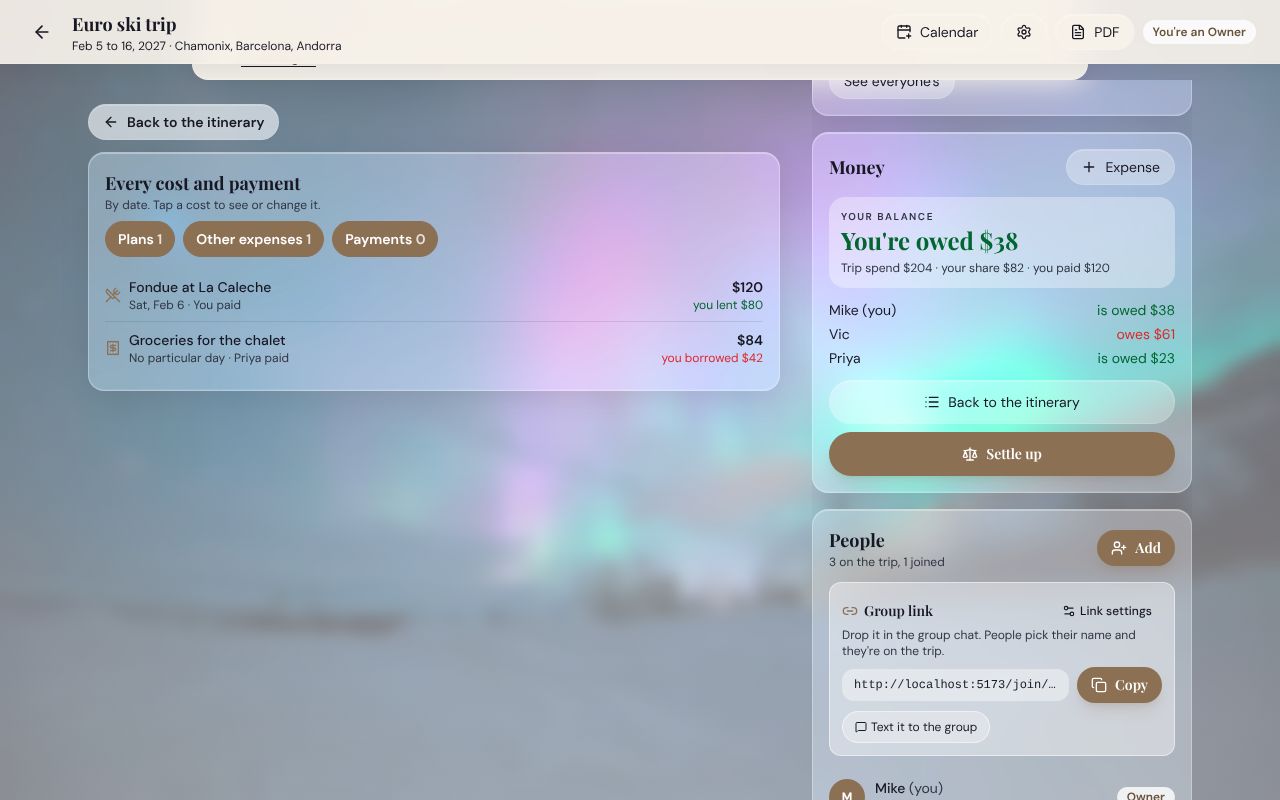 Euro ski trip
Feb 5 to 16, 2027 · Chamonix, Barcelona, Andorra
Calendar
PDF
You're an Owner
See everyone's
Back to the itinerary
Every cost and payment
By date. Tap a cost to see or change it.
Plans 1
Other expenses 1
Payments 0
Fondue at La Caleche
$120
Sat, Feb 6 · You paid
you lent $80
Groceries for the chalet
$84
No particular day · Priya paid
you borrowed $42
Money
Expense
YOUR BALANCE
You're owed $38
Trip spend $204 · your share $82 · you paid $120
Mike (you)
is owed $38
Vic
owes $61
Priya
is owed $23
Back to the itinerary
Settle up
People
Add
3 on the trip, 1 joined
Group link
Link settings
Drop it in the group chat. People pick their name and
they're on the trip.
http://localhost:5173/join/…
Copy
Text it to the group
M
Mike (you)
Owner